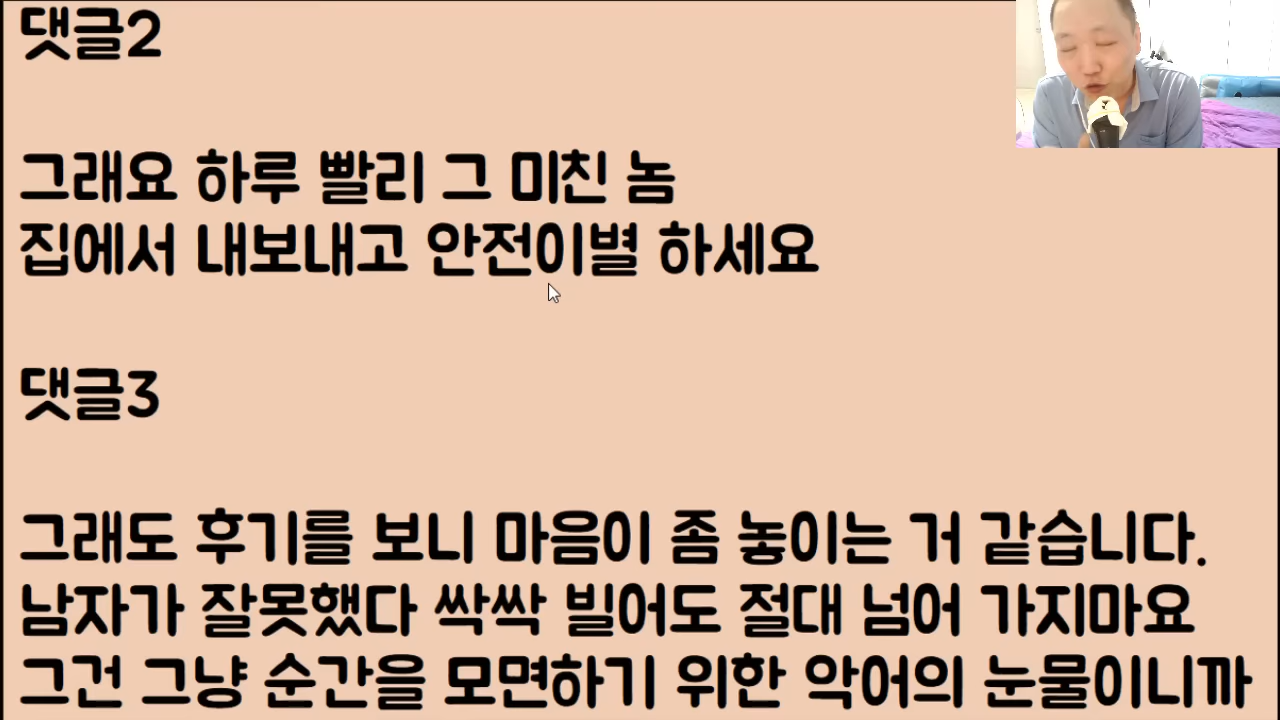 댓글2
그래요 하루 빨리 그 미친 놈
집에서 내보내고 안전이별 하세요
댓글3
그래도 후기를 보니 마음이 좀 놓이는 거 같습니다.
남자가 잘못했다 싹싹 빌어도 절대 넘어 가지마요
그건 그냥 순간을 모면하기 위한 악어의 눈물이니까